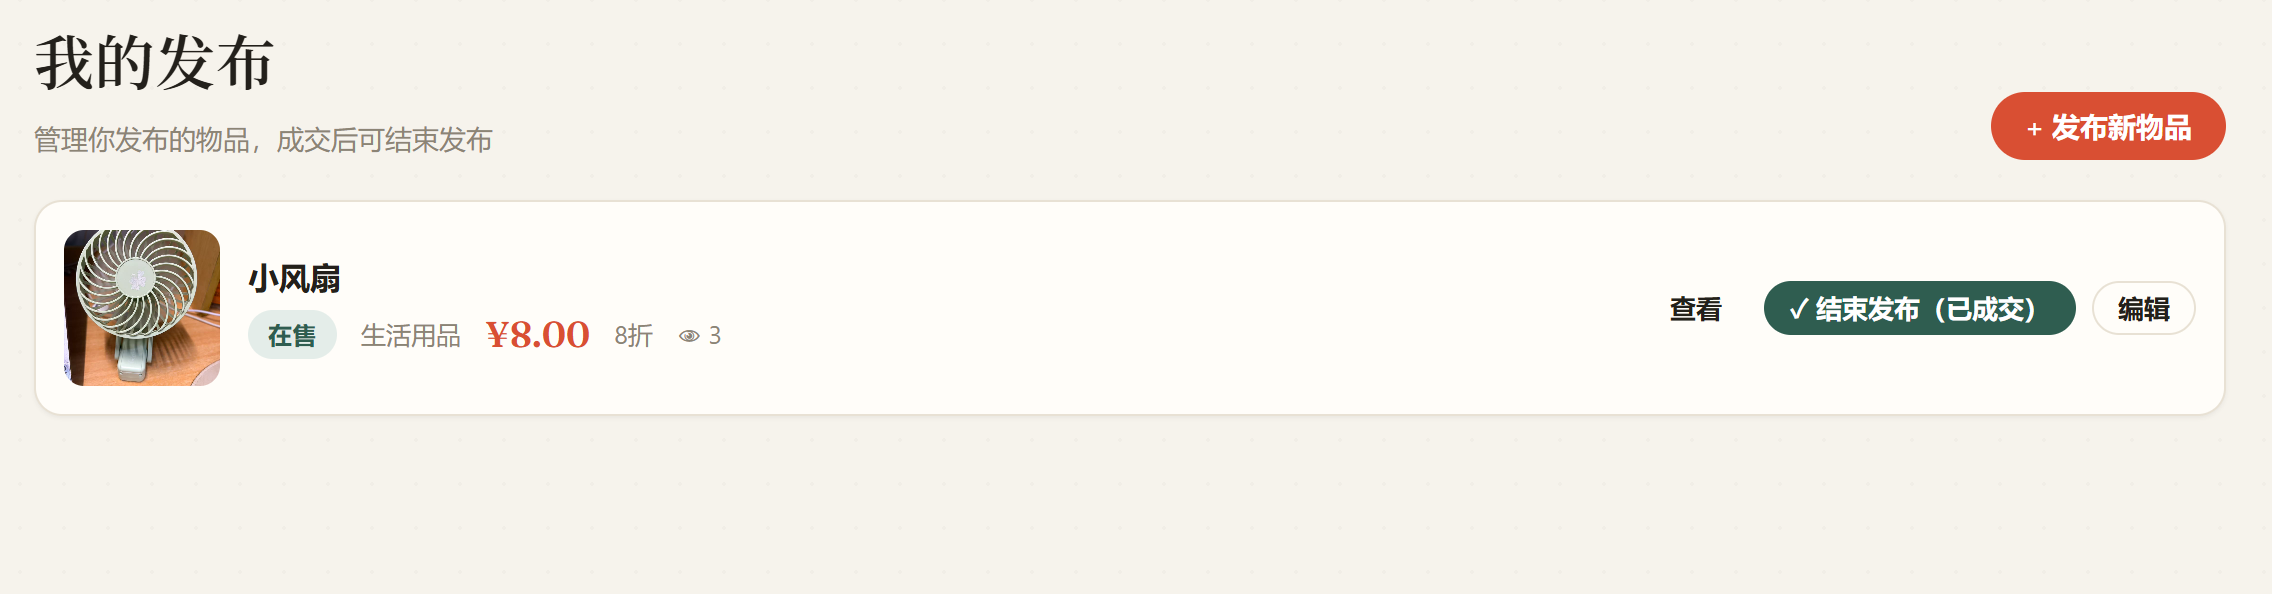 我的发布
管理你发布的物品，成交后可结束发布
+ 发布新物品
小风扇
在售 生活用品 ¥8.00 8折 3
查看 ✓ 结束发布（已成交） 编辑